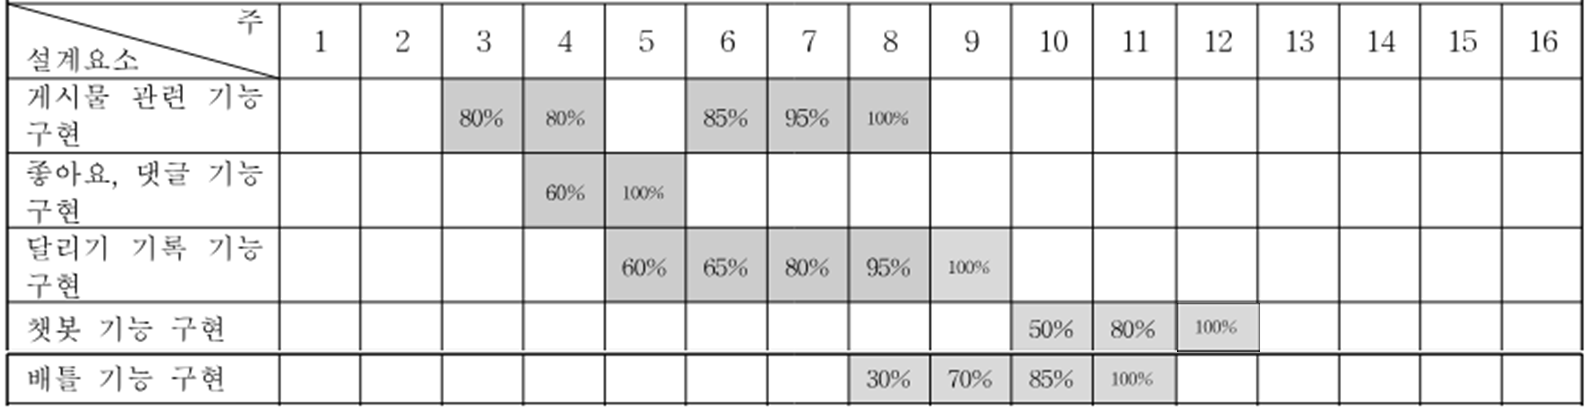 주
설계요소 1 2 3 4 5 6 7 8 9 10 11 12 13 14 15 16
게시물 관련 기능
구현 80% 80% 85% 95% 100%
좋아요, 댓글 기능
구현 60% 100%
달리기 기록 기능
구현 60% 65% 80% 95% 100%
챗봇 기능 구현 50% 80% 100%
배틀 기능 구현 30% 70% 85% 100%